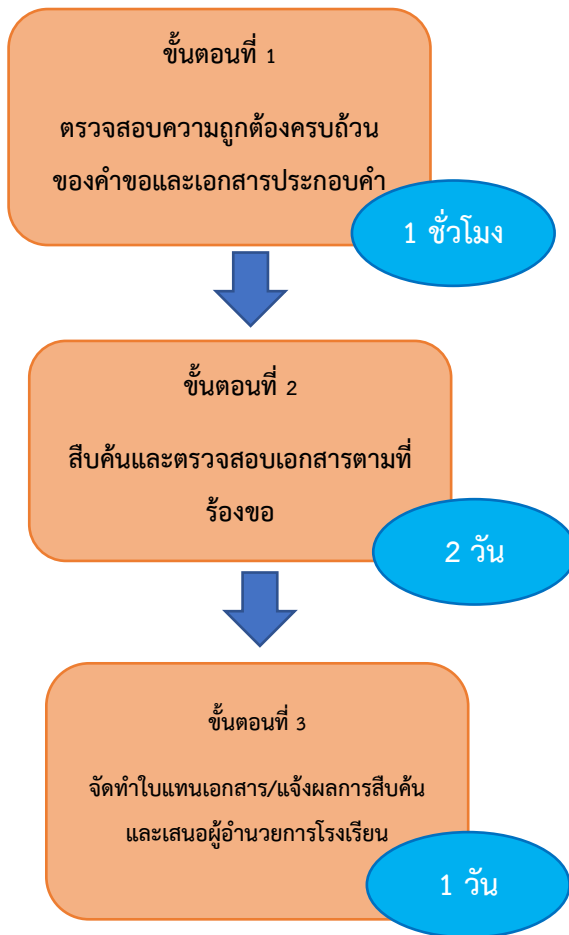 ขั้นตอนที่ 1
ตรวจสอบความถูกต้องครบถ้วน
ของคำขอและเอกสารประกอบคำ
1 ชั่วโมง
ขั้นตอนที่ 2
สืบค้นและตรวจสอบเอกสารตามที่
ร้องขอ
2 วัน
ขั้นตอนที่ 3
จัดทำใบแทนเอกสาร/แจ้งผลการสืบค้น
และเสนอผู้อำนวยการโรงเรียน
1 วัน